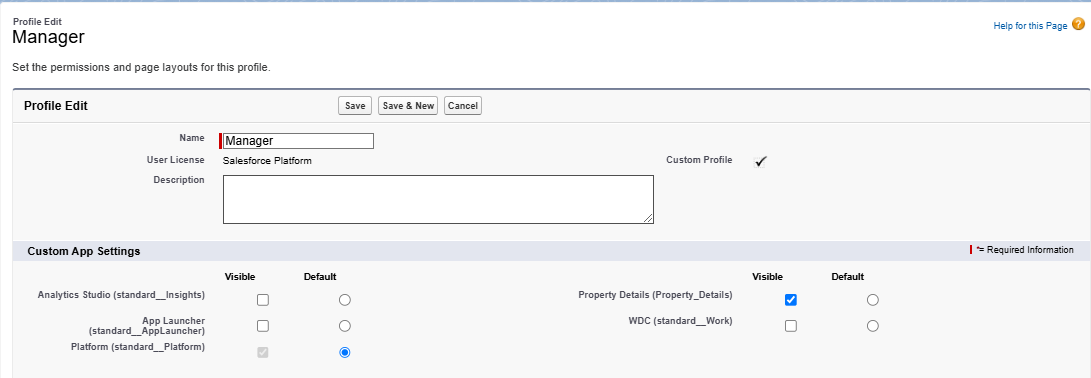 Profile Edit
Manager
Help for this Page ?
Set the permissions and page layouts for this profile.
Profile Edit
Save Save & New Cancel
Name Manager
User License Salesforce Platform
Custom Profile
Description
Custom App Settings
= Required Information
Visible Default Visible Default
Analytics Studio (standard__Insights)
Property Details (Property_Details)
App Launcher
(standard__AppLauncher)
WDC (standard__Work)
Platform (standard__Platform)